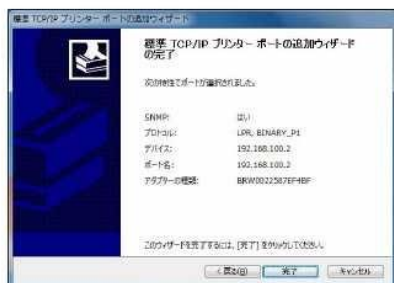 標準 TCP/IP プリンター ポートの追加ウィザード
標準 TCP/IP プリンター ポートの追加ウィザード
の完了
次の特性でポートが選択されました。
SNMP: はい
プロトコル: LPR, BINARY_P1
デバイス: 192.168.100.2
ポート名: 192.168.100.2
アダプターの種類: BRW0022587EF4BF
このウィザードを完了するには、[完了] をクリックしてください。
< 戻る(B) 完了 キャンセル